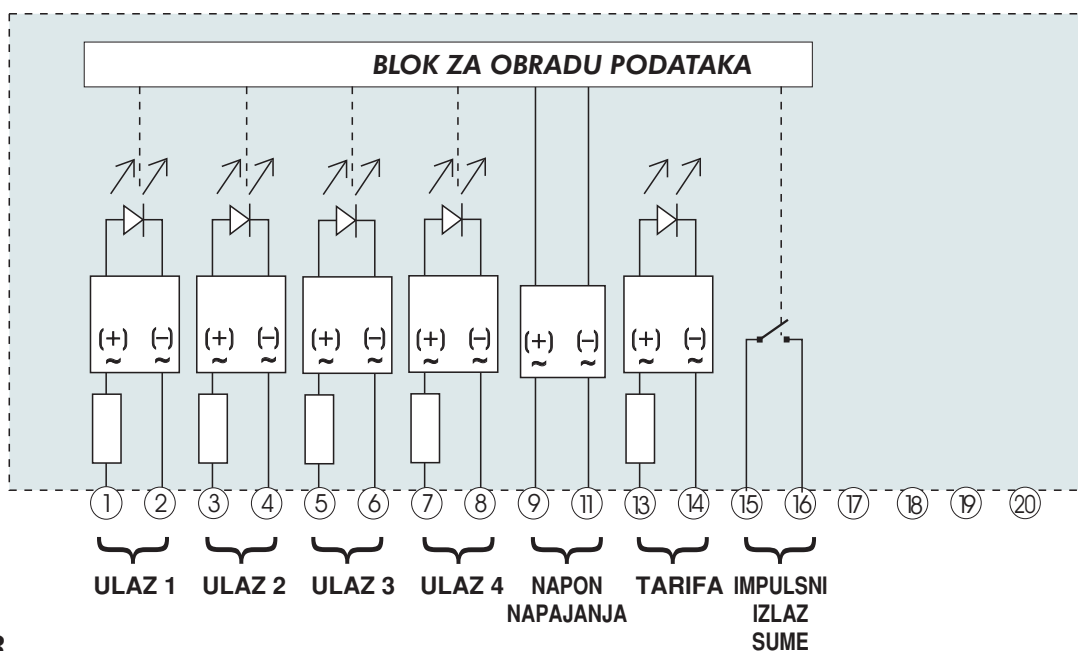 BLOK ZA OBRADU PODATAKA
(+) (–) (+) (–) (+) (–) (+) (–) (+) (–) (+) (–)
~ ~ ~ ~ ~ ~ ~ ~ ~ ~ ~ ~
1 2 3 4 5 6 7 8 9 11 13 14 15 16 17 18 19 20
ULAZ 1 ULAZ 2 ULAZ 3 ULAZ 4 NAPON TARIFA IMPULSNI
NAPAJANJA IZLAZ
SUME